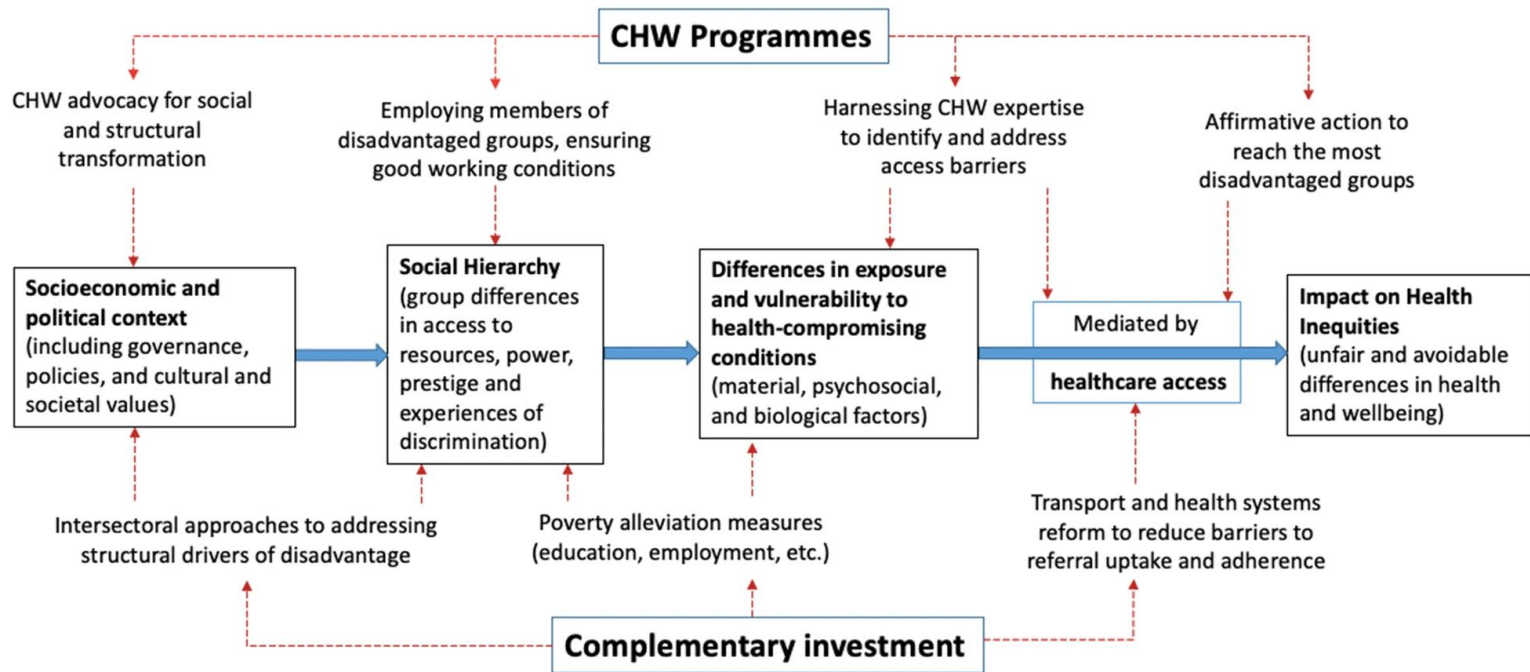 CHW Programmes
CHW advocacy for social
and structural
transformation
Employing members of
disadvantaged groups, ensuring
good working conditions
Harnessing CHW expertise
to identify and address
access barriers
Affirmative action to
reach the most
disadvantaged groups
Socioeconomic and
political context
(including governance,
policies, and cultural and
societal values)
Social Hierarchy
(group differences
in access to
resources, power,
prestige and
experiences of
discrimination)
Differences in exposure
and vulnerability to
health-compromising
conditions
(material, psychosocial,
and biological factors)
Mediated by
healthcare access
Impact on Health
Inequities
(unfair and avoidable
differences in health
and wellbeing)
Intersectoral approaches to addressing
structural drivers of disadvantage
Poverty alleviation measures
(education, employment, etc.)
Transport and health systems
reform to reduce barriers to
referral uptake and adherence
Complementary investment